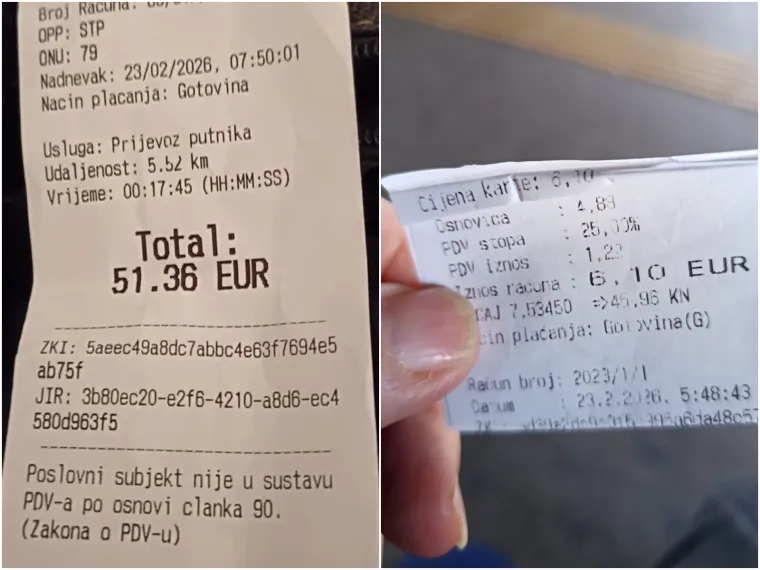 Broj Racuna:
OPP: STP
ONU: 79
Nadnevak: 23/02/2026, 07:50:01
Nacin placanja: Gotovina
Usluga: Prijevoz putnika
Udaljenost: 5.52 km
Vrijeme: 00:17:45 (HH:MM:SS)
Total:
51.36 EUR
ZKI: 5aeec49a8dc7abbc4e63f7694e5
ab75f
JIR: 3b80ec20-e2f6-4210-a8d6-ec4
580d963f5
Poslovni subjekt nije u sustavu
PDV-a po osnovi clanka 90.
(Zakona o PDV-u)
Cijena karte: 6,10
Osnovica : 4,88
PDV stopa : 25,00%
PDV iznos : 1,22
Iznos računa : 6,10 EUR
7,53450 =>45,96 KN
plaćanja: Gotovina(G)
Račun broj: 2023/1/1
Datum : 23.2.2026. 5:48:43